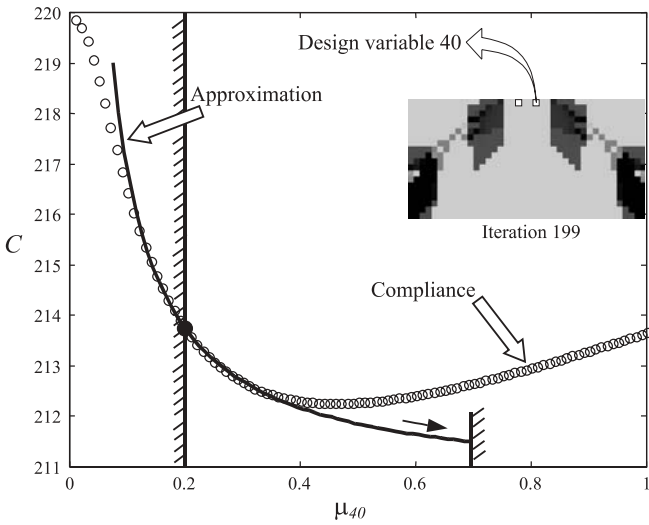 220
219
218
217
216
215
214
213
212
211
C
0
0.2
0.4
0.6
0.8
1
μ40
Design variable 40
Approximation
Iteration 199
Compliance